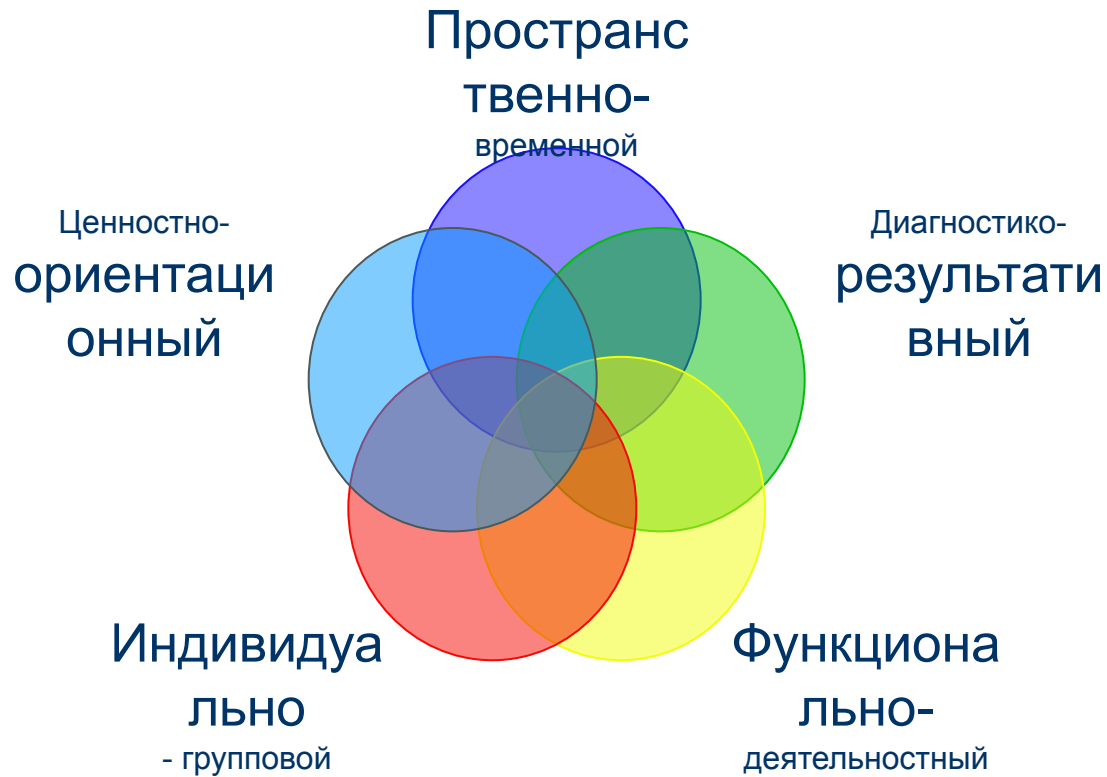 Пространс
твенно-
временной
Ценностно-
ориентаци
онный
Диагностико-
результати
вный
Индивидуа
льно
- групповой
Функциона
льно-
деятельностный